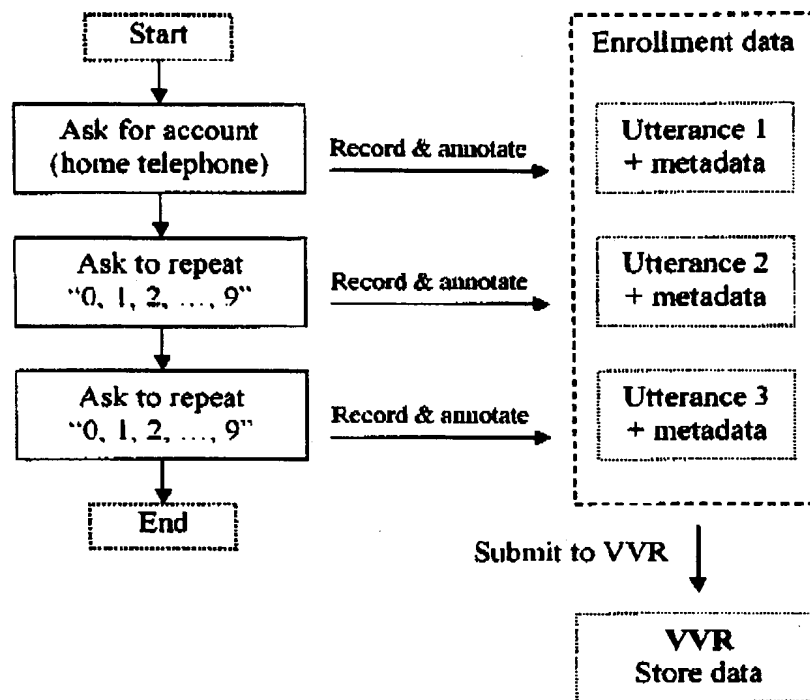 Start
Ask for account
(home telephone)
Ask to repeat
"0, 1, 2, ..., 9"
Ask to repeat
"0, 1, 2, ..., 9"
End
Record & annotate
Record & annotate
Record & annotate
Enrollment data
Utterance 1
+ metadata
Utterance 2
+ metadata
Utterance 3
+ metadata
Submit to VVR
VVR
Store data